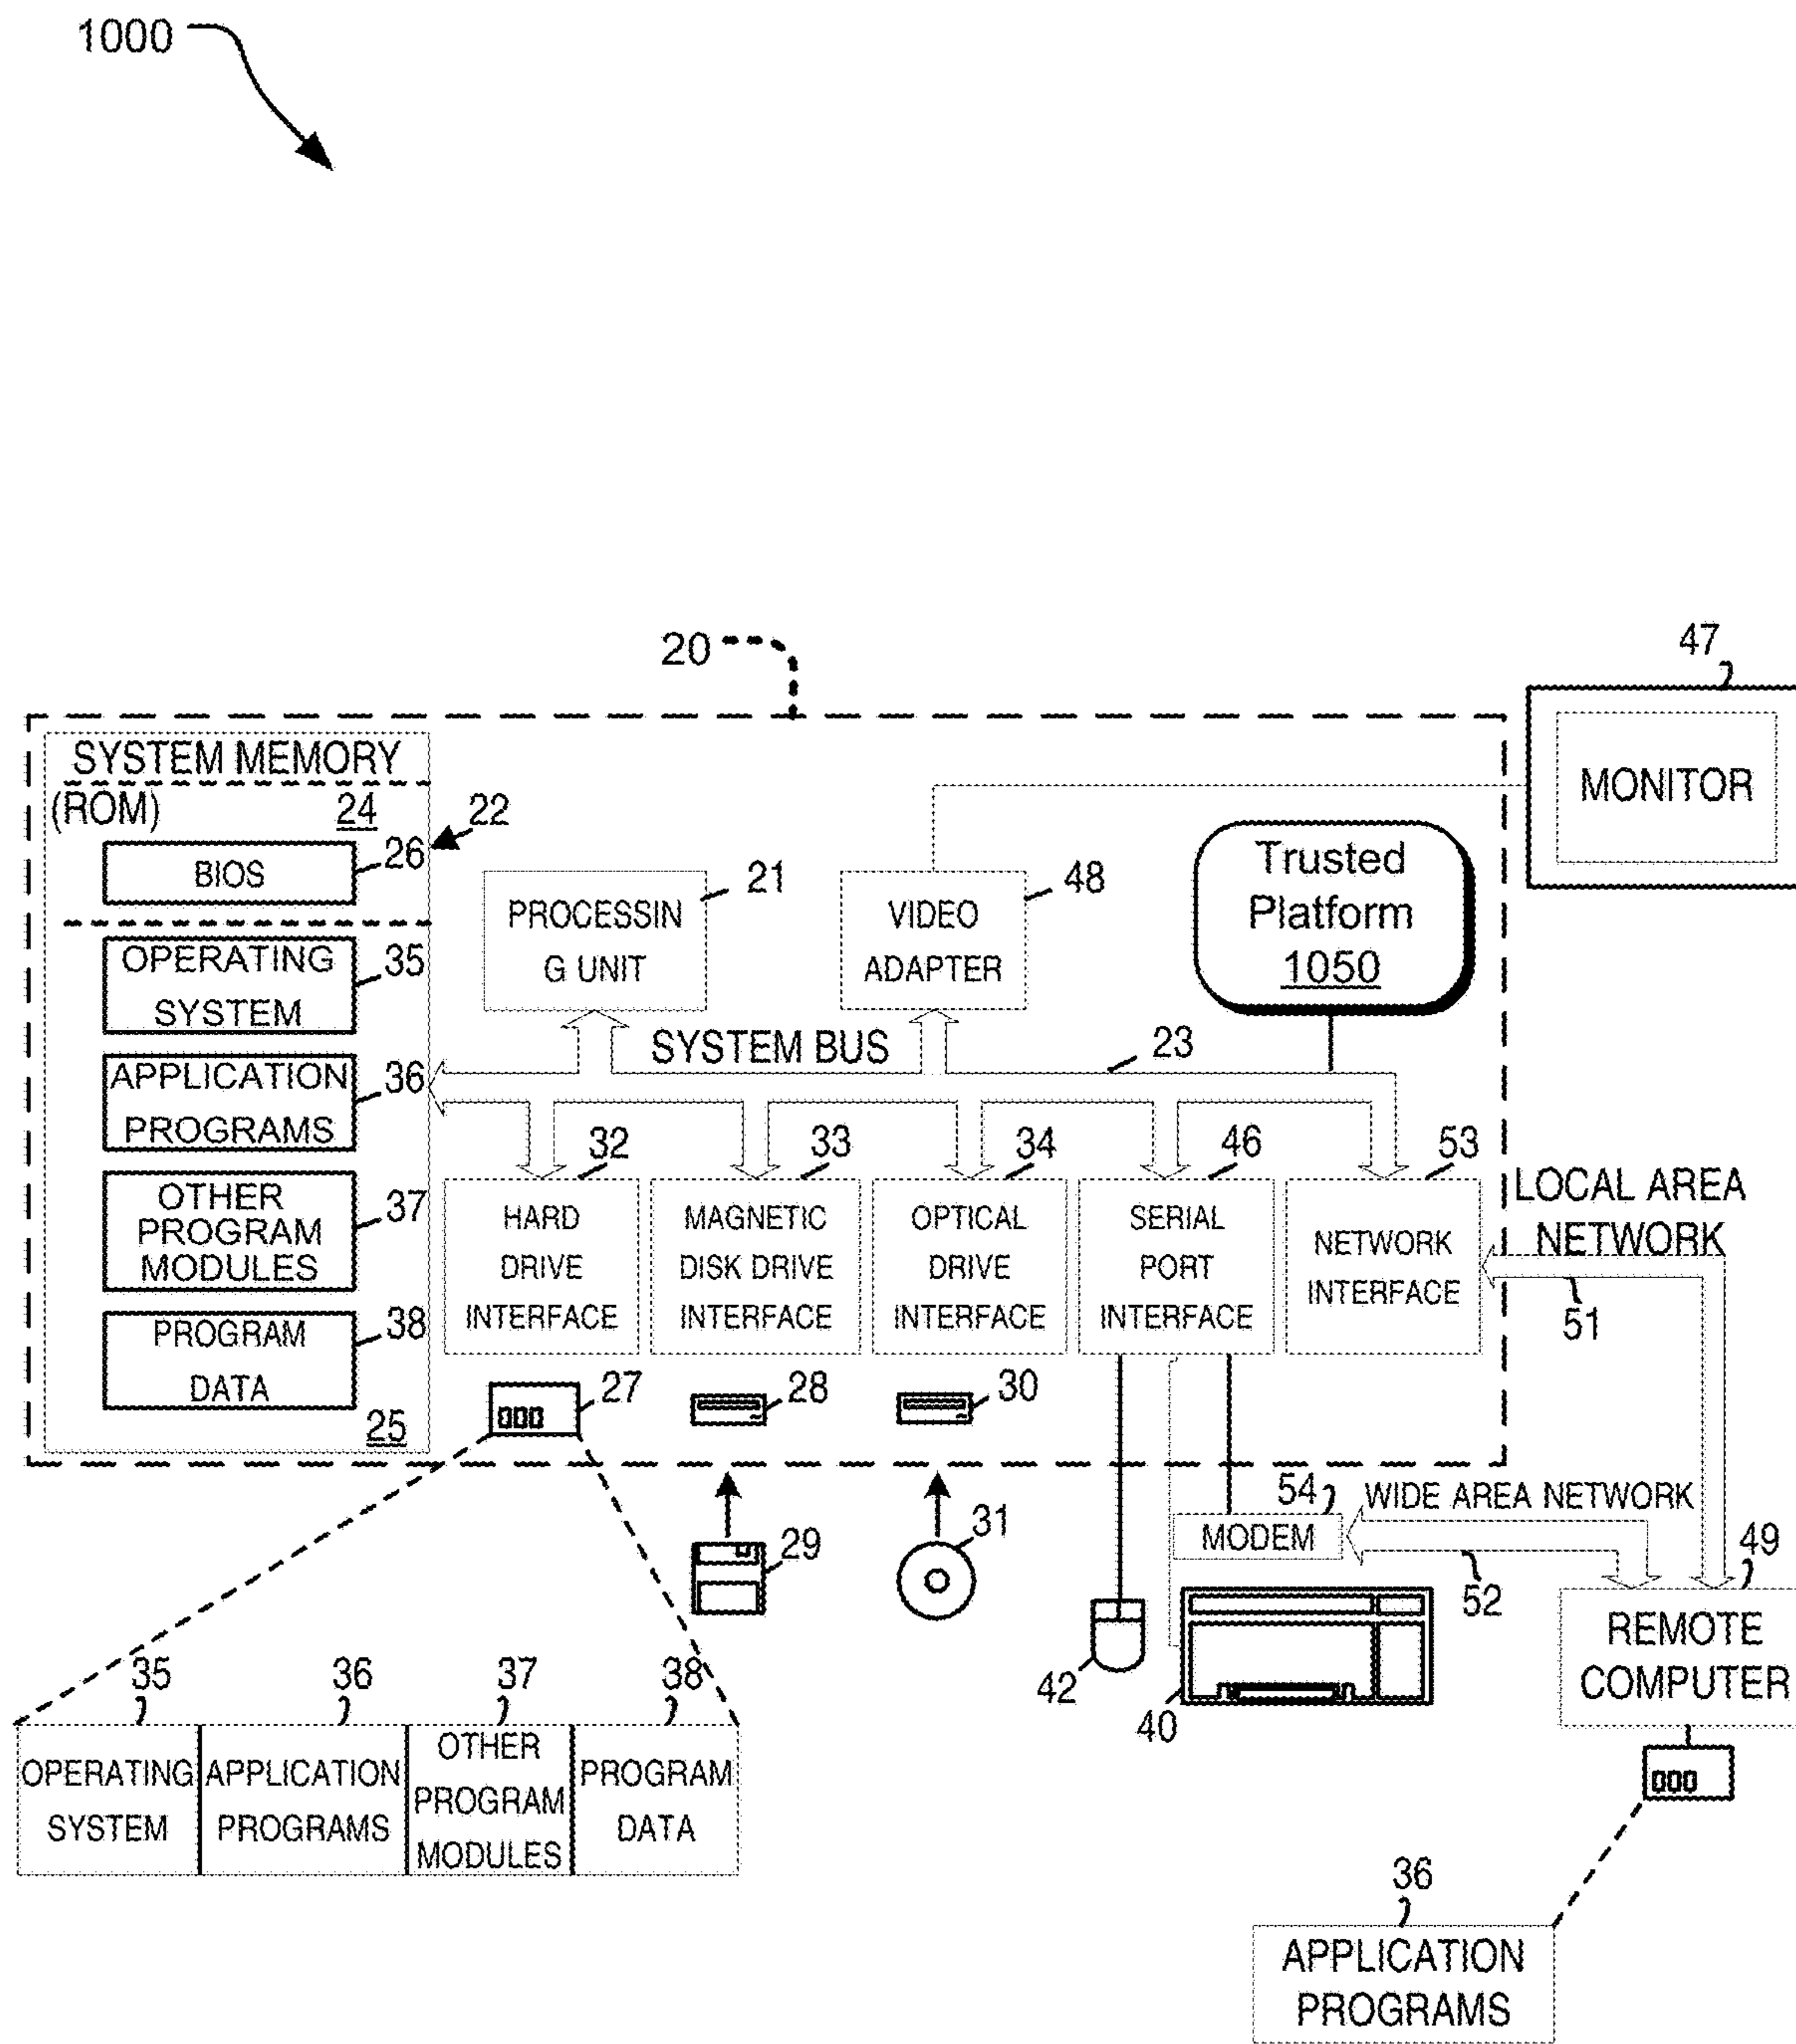 1000
20
47
SYSTEM MEMORY
(ROM)
24
22
BIOS
26
OPERATING
SYSTEM
35
APPLICATION
PROGRAMS
36
OTHER
PROGRAM
MODULES
37
PROGRAM
DATA
38
25
PROCESSIN
G UNIT
21
VIDEO
ADAPTER
48
Trusted
Platform
1050
MONITOR
SYSTEM BUS
23
32
HARD
DRIVE
INTERFACE
33
MAGNETIC
DISK DRIVE
INTERFACE
34
OPTICAL
DRIVE
INTERFACE
46
SERIAL
PORT
INTERFACE
53
NETWORK
INTERFACE
LOCAL AREA
NETWORK
51
27
28
30
29
31
54
MODEM
WIDE AREA NETWORK
52
49
REMOTE
COMPUTER
42
40
35
36
37
38
OPERATING
SYSTEM
APPLICATION
PROGRAMS
OTHER
PROGRAM
MODULES
PROGRAM
DATA
36
APPLICATION
PROGRAMS